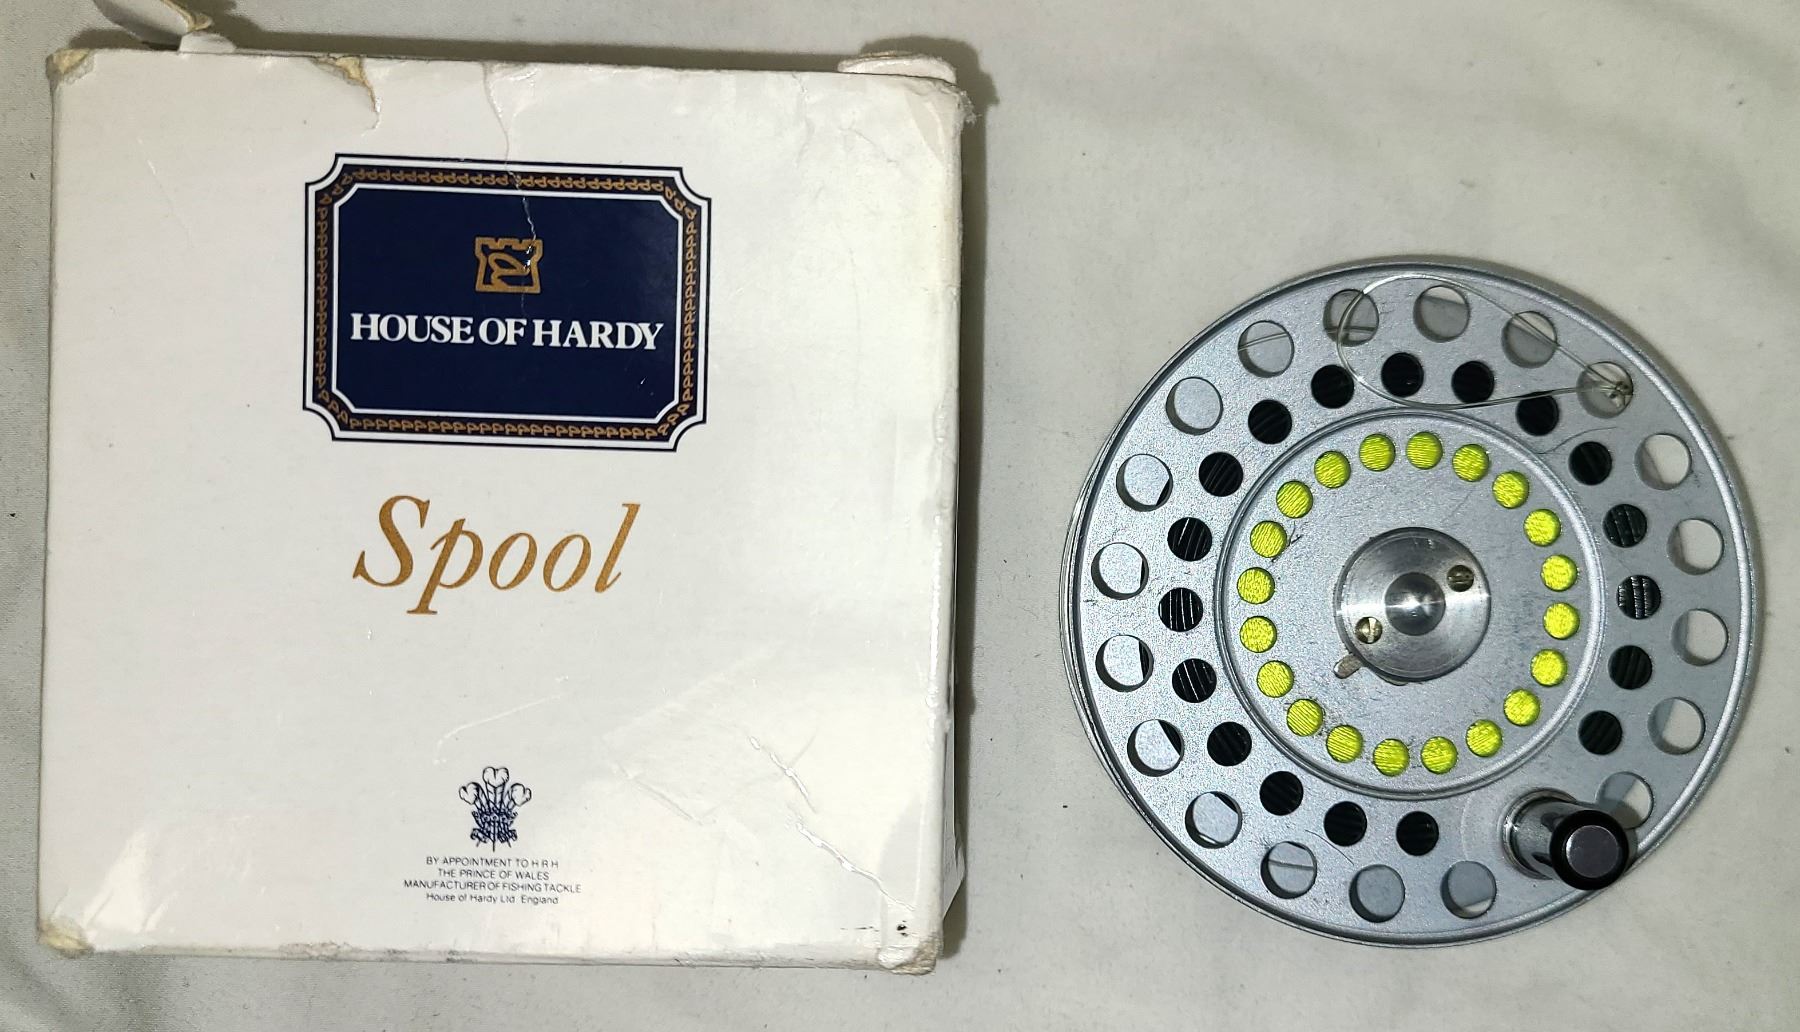 HOUSE OF HARDY
Spool
BY APPOINTMENT TO H R H
THE PRINCE OF WALES
MANUFACTURER OF FISHING TACKLE
House of Hardy Ltd England